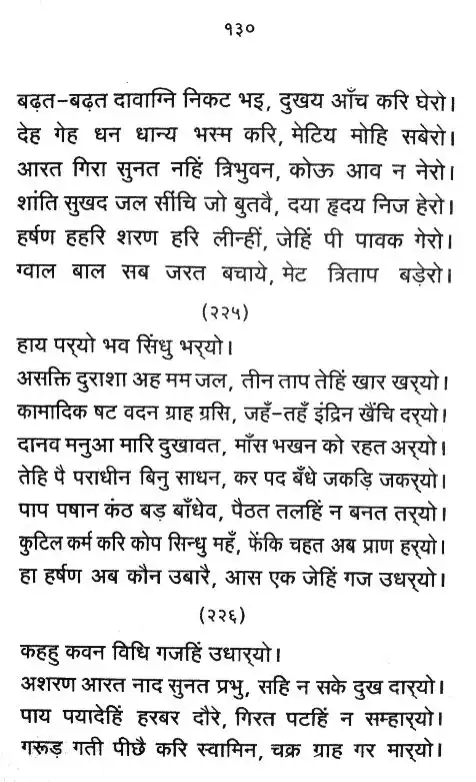 १३०
बढ़त-बढ़त दावाग्नि निकट भइ, दुखय आँच करि घेरो।
देह गेह धन धान्य भस्म करि, मेटिय मोहि सबेरो।
आरत गिरा सुनत नहिं त्रिभुवन, कोऊ आव न नेरो।
शांति सुखद जल सींचि जो बुतवै, दया हृदय निज हेरो।
हर्षण हहरि शरण हरि लीन्हीं, जेहिं पी पावक गेरो।
ग्वाल बाल सब जरत बचाये, मेट त्रिताप बड़ेरो।
(२२५)
हाय पर्‌यो भव सिंधु भर्‌यो।
असक्ति दुराशा अह मम जल, तीन ताप तेहिं खार खर्‌यो।
कामादिक षट वदन ग्राह ग्रसि, जहँ-तहँ इंद्रिन खैंचि दर्‌यो।
दानव मनुआ मारि दुखावत, माँस भखन को रहत अर्‌यो।
तेहि पै पराधीन बिनु साधन, कर पद बँधे जकड़ि जकर्‌यो।
पाप पषान कंठ बड़ बाँधेव, पैठत तलहिं न बनत तर्‌यो।
कुटिल कर्म करि कोप सिन्धु महँ, फेंकि चहत अब प्राण हर्‌यो।
हा हर्षण अब कौन उबारै, आस एक जेहिं गज उधर्‌यो।
(२२६)
कहहु कवन विधि गजहिं उधार्‌यो।
अशरण आरत नाद सुनत प्रभु, सहि न सके दुख दार्‌यो।
पाय पयादेहिं हरबर दौरे, गिरत पटहिं न सम्हार्‌यो।
गरूड़ गती पीछै करि स्वामिन, चक्र ग्राह गर मार्‌यो।